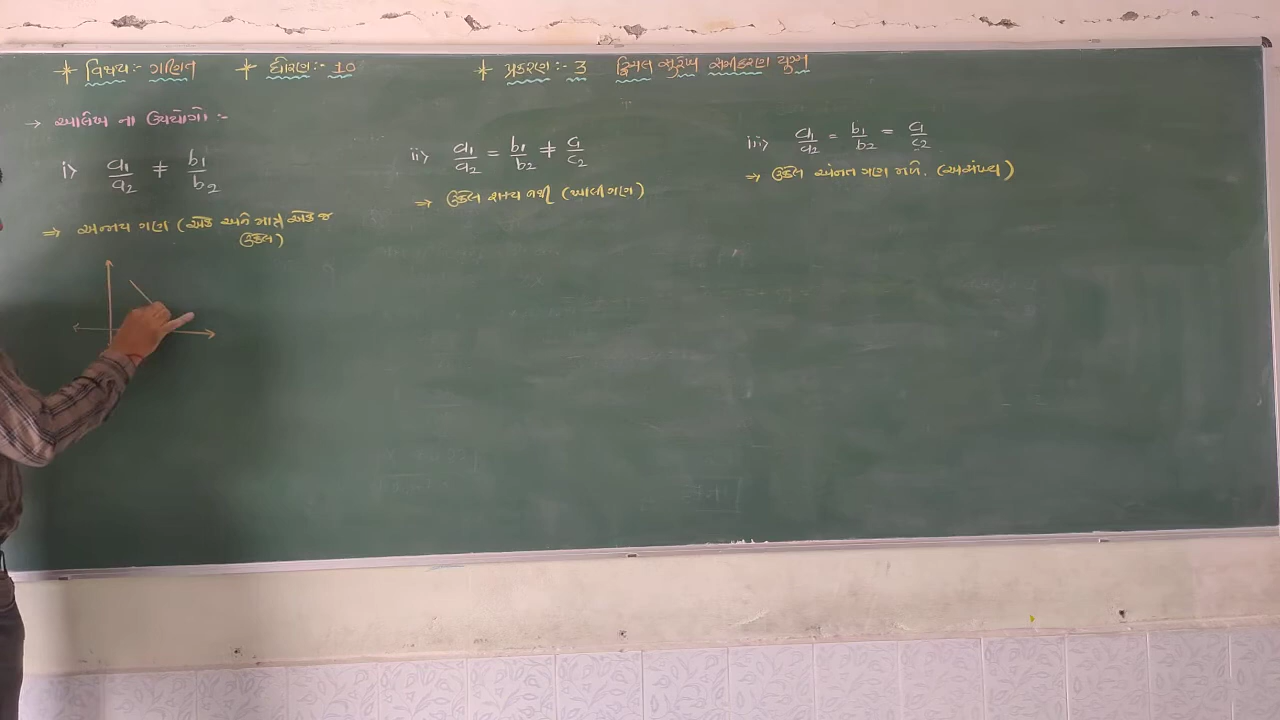 * વિષય:- ગણિત * ધોરણ:- 10 * પ્રકરણ:- 3 દ્વિચલ સુરેખ સમીકરણ યુગ્મ
→ આલેખ ના ઉપયોગો:-
i> a1/a2 ≠ b1/b2
⇒ અનન્ય ગણ (એક અને માત્ર એક જ
ઉકેલ)
ii> a1/a2 = b1/b2 ≠ c1/c2
⇒ ઉકેલ શક્ય નથી (ખાલીગણ)
iii> a1/a2 = b1/b2 = c1/c2
⇒ ઉકેલ અનંત ગણ મળે. (અસંખ્ય)